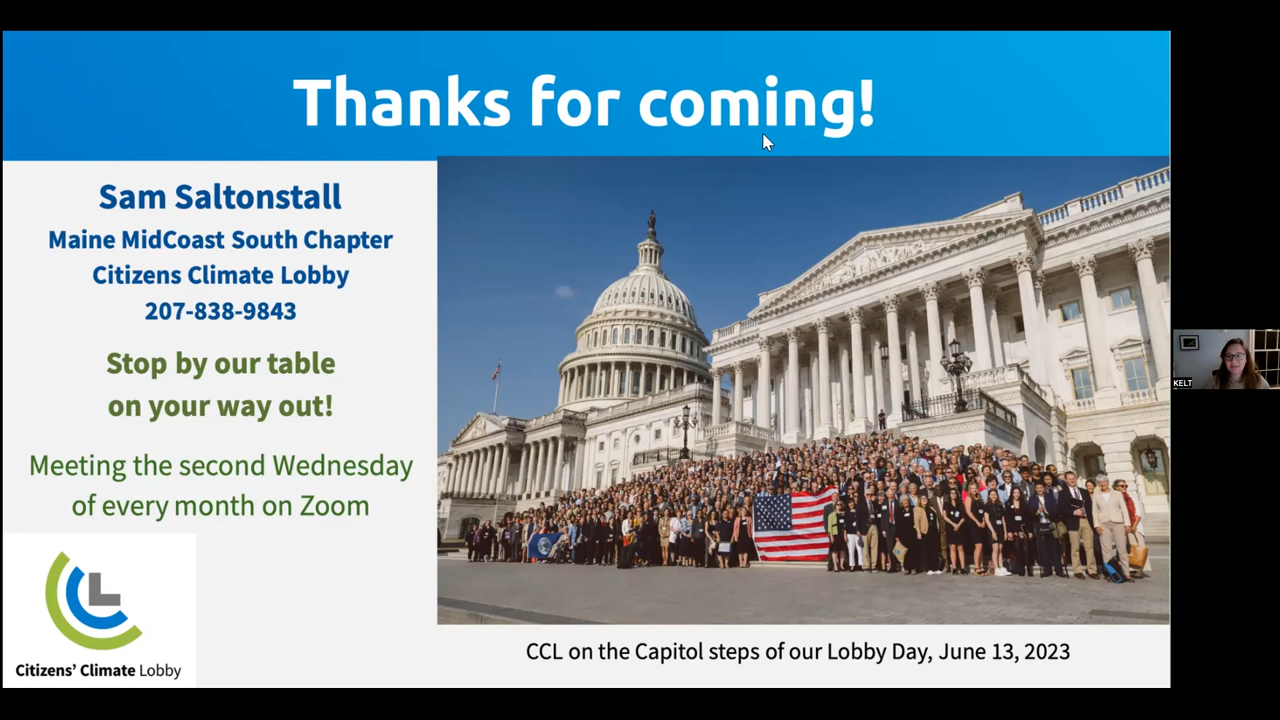 Thanks for coming!
Sam Saltonstall
Maine MidCoast South Chapter
Citizens Climate Lobby
207-838-9843
Stop by our table
on your way out!
Meeting the second Wednesday
of every month on Zoom
CCL
Citizens' Climate Lobby
CCL on the Capitol steps of our Lobby Day, June 13, 2023
KELT